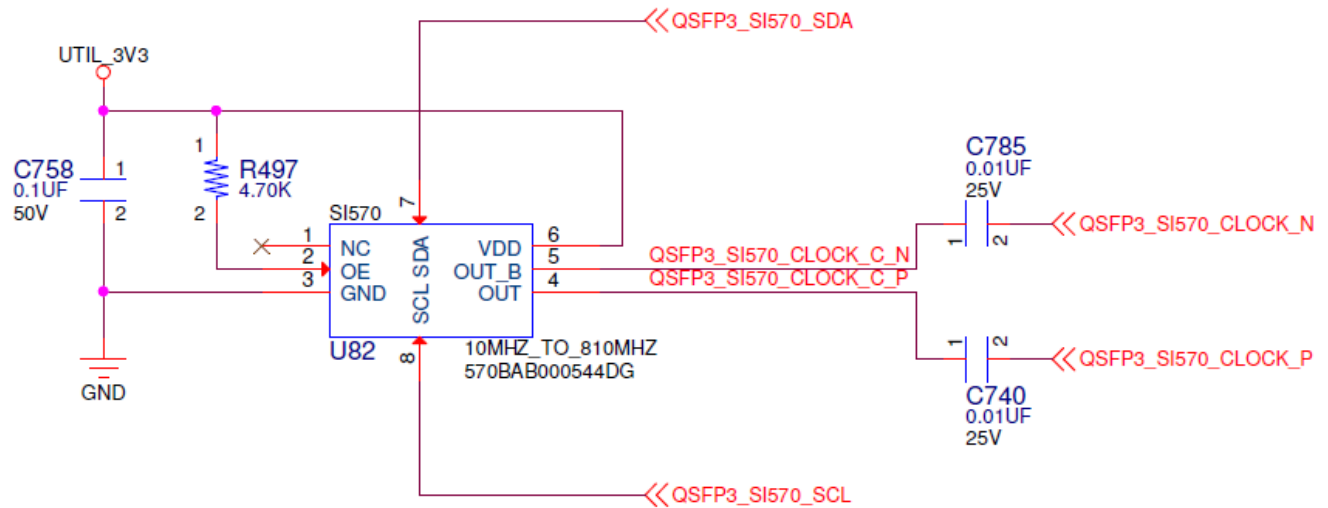 QSFP3_SI570_SDA
UTIL_3V3
C758
0.1UF
50V
1
2
1
2
R497
4.70K
SI570
7
1
2
3
NC
OE
GND
SCL SDA
VDD
OUT_B
OUT
6
5
4
8
U82
10MHZ_TO_810MHZ
570BAB000544DG
QSFP3_SI570_CLOCK_C_N
QSFP3_SI570_CLOCK_C_P
C785
0.01UF
25V
1
2
QSFP3_SI570_CLOCK_N
1
2
QSFP3_SI570_CLOCK_P
C740
0.01UF
25V
GND
QSFP3_SI570_SCL